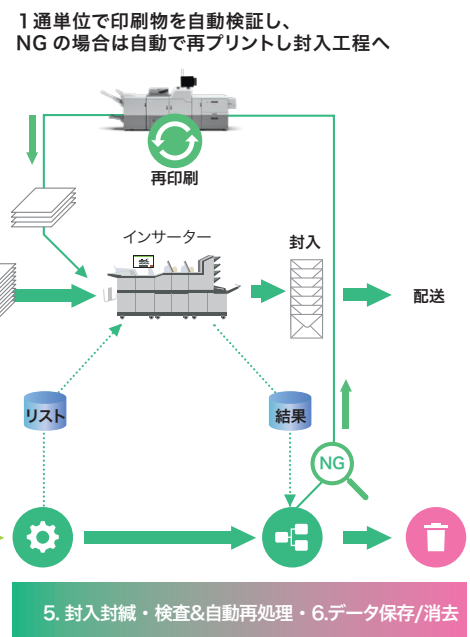 １通単位で印刷物を自動検証し、
NG の場合は自動で再プリントし封入工程へ
再印刷
インサーター
封入
配送
リスト
結果
NG
5. 封入封緘・検査&自動再処理・6.データ保存/消去